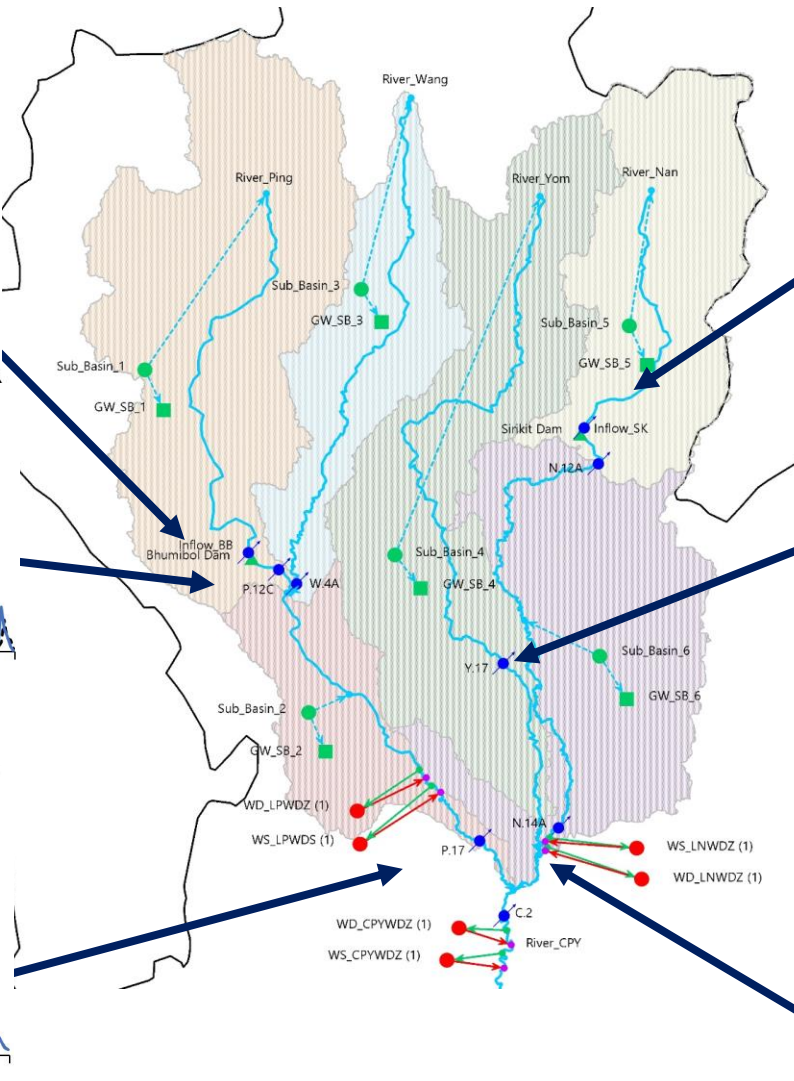 River_Wang
River_Ping
River_Yom
River_Nan
Sub_Basin_3
GW_SB_3
Sub_Basin_5
GW_SB_5
Sub_Basin_1
GW_SB_1
Sirikit Dam
Inflow_SK
N.12A
Inflow_BB
Bhumibol Dam
P.12C
W.4A
Sub_Basin_4
GW_SB_4
Y.17
Sub_Basin_6
GW_SB_6
Sub_Basin_2
GW_SB_2
WD_LPWDZ (1)
WS_LPWDS (1)
N.14A
P.17
WS_LNWDZ (1)
WD_LNWDZ (1)
C.2
WD_CPYWDZ (1)
River_CPY
WS_CPYWDZ (1)